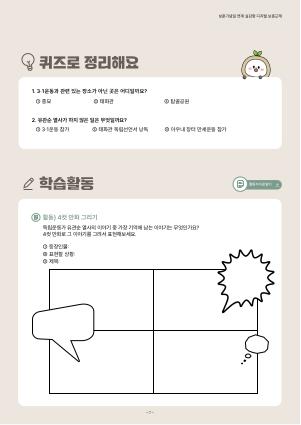 퀴즈로 정리해요
1. 3·1운동과 관련 있는 장소가 아닌 곳은 어디일까요?
① 종묘 ② 태화관 ③ 탑골공원
2. 유관순 열사가 하지 않은 일은 무엇일까요?
① 3·1운동 참가 ② 태화관 독립선언서 낭독 ③ 아우내 장터 만세운동 참가
학습활동
활동) 4컷 만화 그리기
독립운동가 유관순 열사의 이야기 중 가장 기억에 남는 이야기는 무엇인가요?
4컷 만화로 그 이야기를 그려서 표현해보세요.
① 등장인물:
② 표현할 상황:
③ 제목: